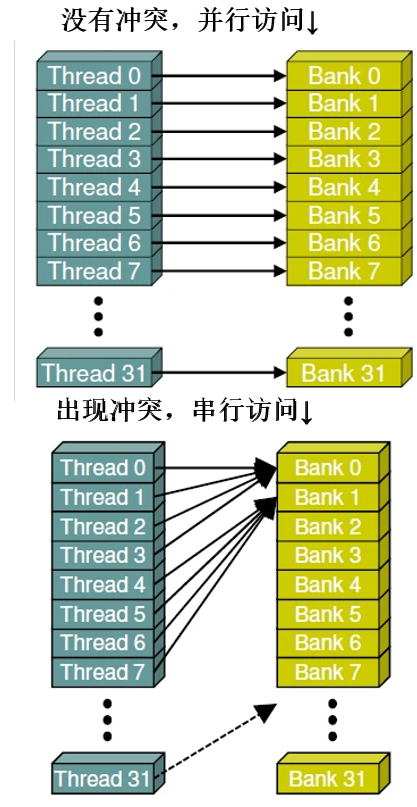 没有冲突，并行访问↓
Thread 0 Bank 0
Thread 1 Bank 1
Thread 2 Bank 2
Thread 3 Bank 3
Thread 4 Bank 4
Thread 5 Bank 5
Thread 6 Bank 6
Thread 7 Bank 7
Thread 31 Bank 31
出现冲突，串行访问↓
Thread 0 Bank 0
Thread 1 Bank 1
Thread 2 Bank 2
Thread 3 Bank 3
Thread 4 Bank 4
Thread 5 Bank 5
Thread 6 Bank 6
Thread 7 Bank 7
Thread 31 Bank 31